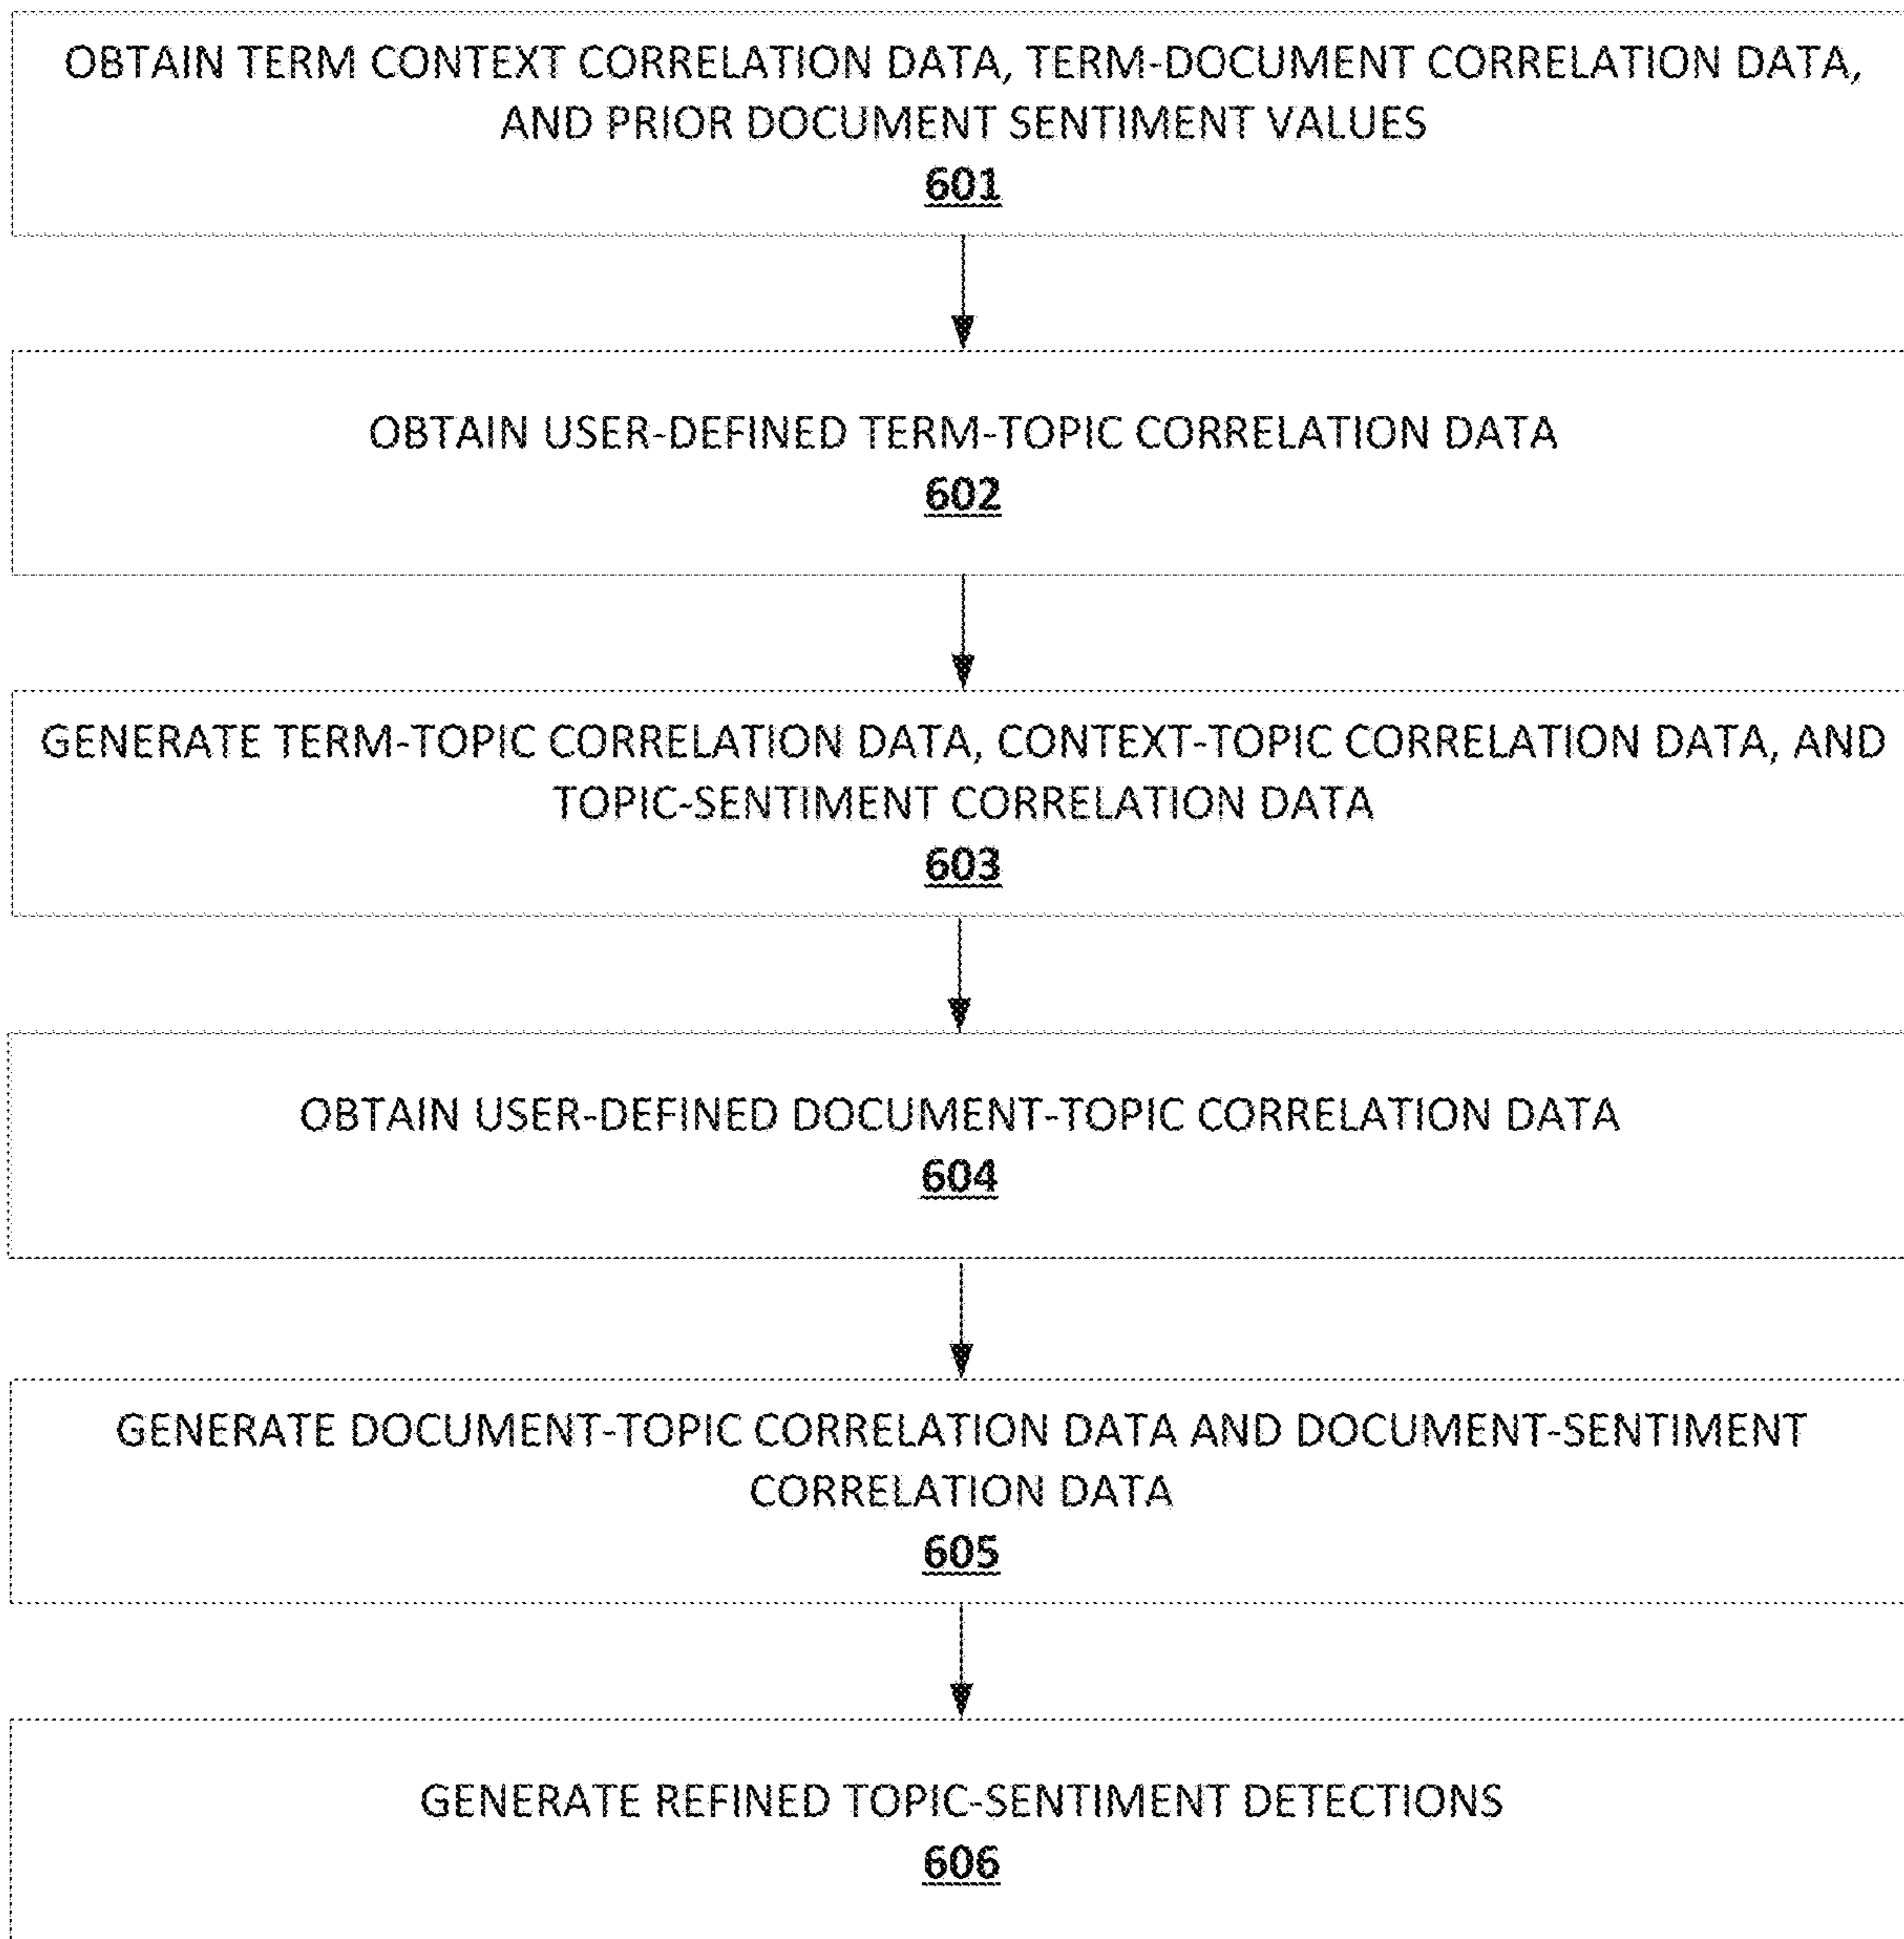 OBTAIN TERM CONTEXT CORRELATION DATA, TERM-DOCUMENT CORRELATION DATA,
AND PRIOR DOCUMENT SENTIMENT VALUES
601
OBTAIN USER-DEFINED TERM-TOPIC CORRELATION DATA
602
GENERATE TERM-TOPIC CORRELATION DATA, CONTEXT-TOPIC CORRELATION DATA, AND
TOPIC-SENTIMENT CORRELATION DATA
603
OBTAIN USER-DEFINED DOCUMENT-TOPIC CORRELATION DATA
604
GENERATE DOCUMENT-TOPIC CORRELATION DATA AND DOCUMENT-SENTIMENT
CORRELATION DATA
605
GENERATE REFINED TOPIC-SENTIMENT DETECTIONS
606